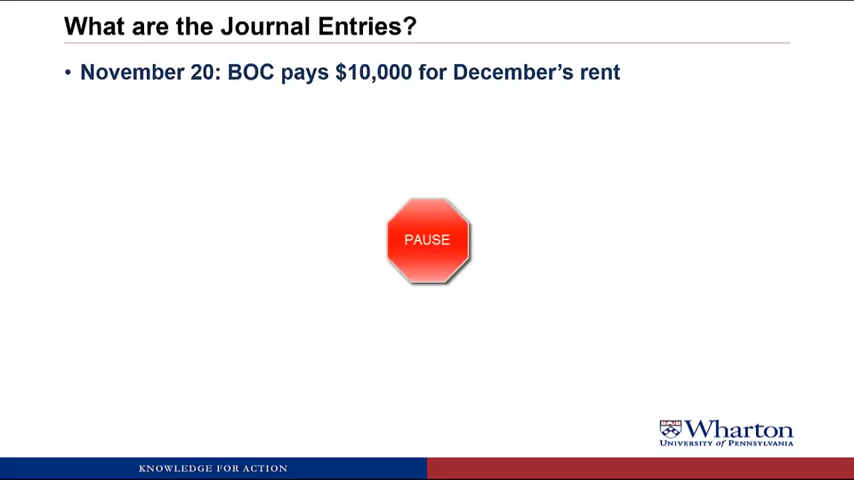 What are the Journal Entries?
• November 20: BOC pays $10,000 for December's rent
PAUSE
Wharton
UNIVERSITY of PENNSYLVANIA
KNOWLEDGE FOR ACTION